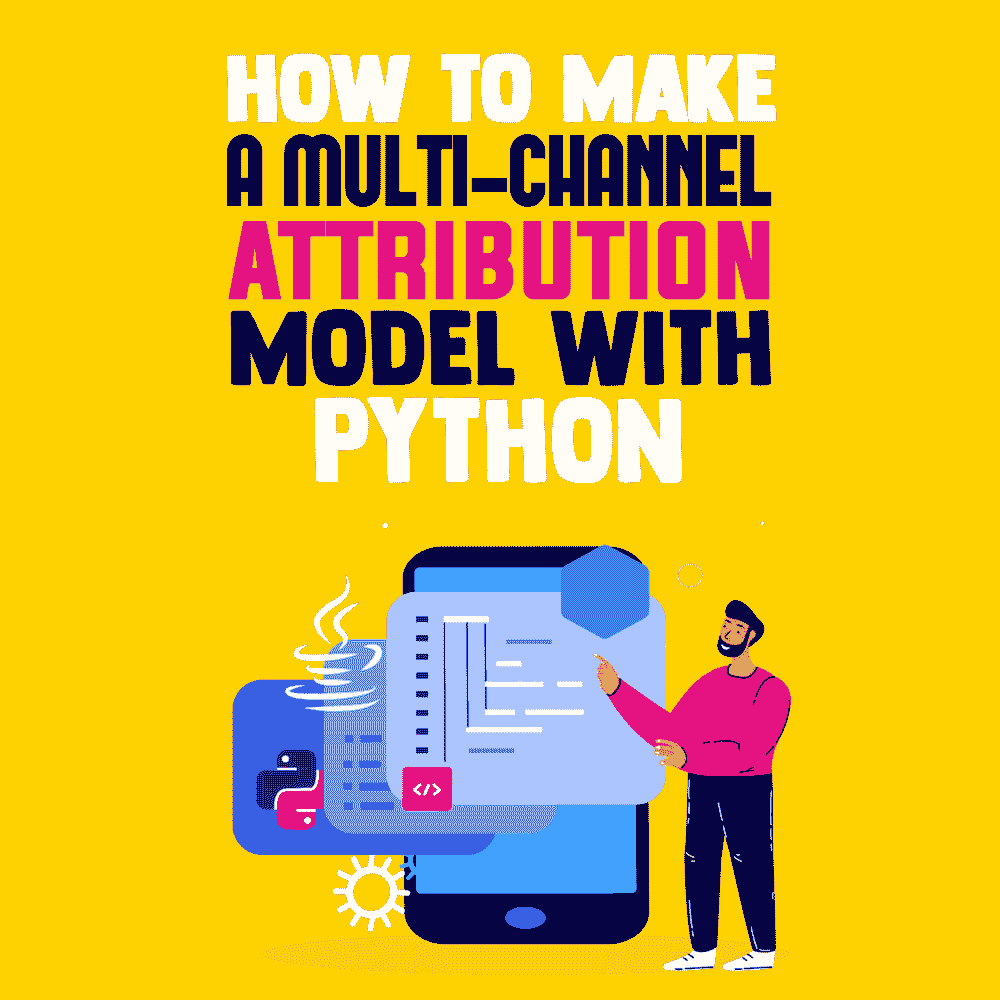 HOW TO MAKE
A MULTI-CHANNEL
ATTRIBUTION
MODEL WITH
PYTHON
</>